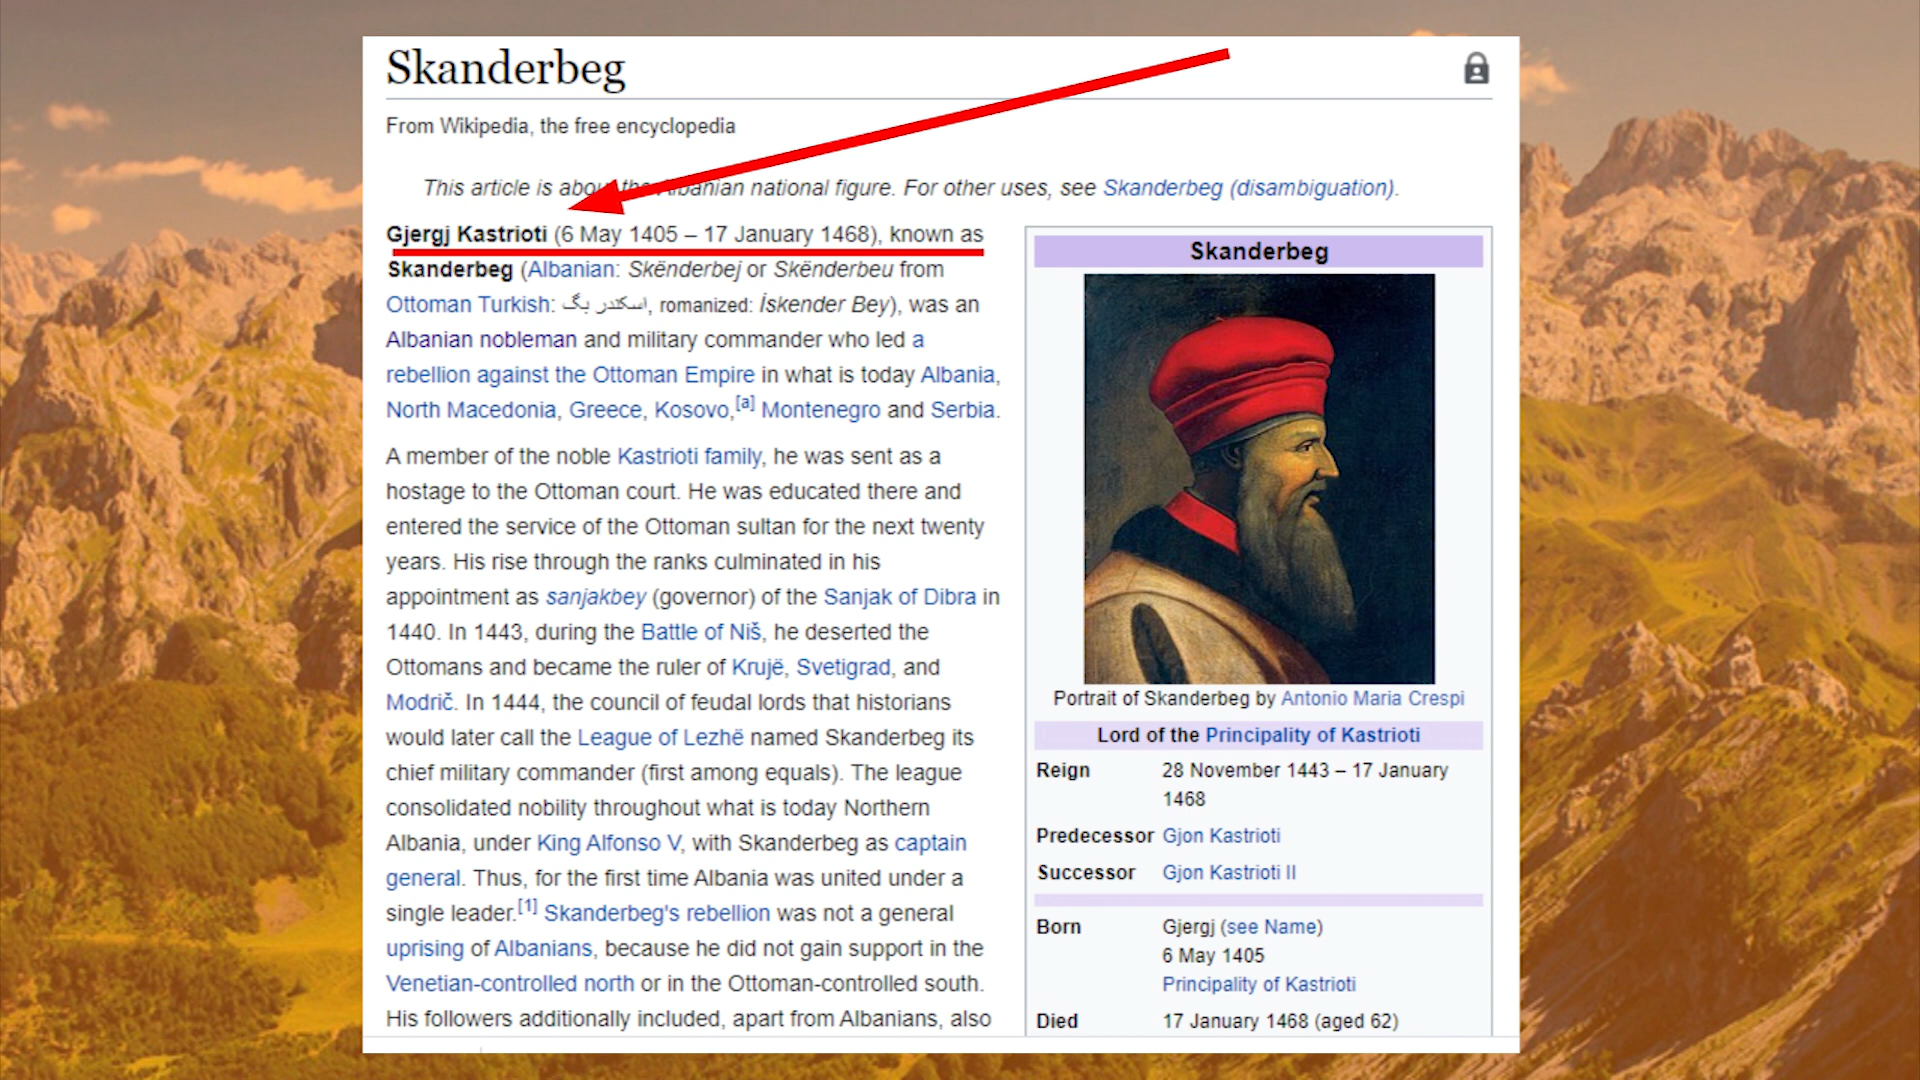 Skanderbeg
From Wikipedia, the free encyclopedia
This article is about the Albanian national figure. For other uses, see Skanderbeg (disambiguation).
Gjergj Kastrioti (6 May 1405 – 17 January 1468), known as
Skanderbeg (Albanian: Skënderbej or Skënderbeu from
Ottoman Turkish: اسكندر بگ, romanized: İskender Bey), was an
Albanian nobleman and military commander who led a
rebellion against the Ottoman Empire in what is today Albania,
North Macedonia, Greece, Kosovo,[a] Montenegro and Serbia.
A member of the noble Kastrioti family, he was sent as a
hostage to the Ottoman court. He was educated there and
entered the service of the Ottoman sultan for the next twenty
years. His rise through the ranks culminated in his
appointment as sanjakbey (governor) of the Sanjak of Dibra in
1440. In 1443, during the Battle of Niš, he deserted the
Ottomans and became the ruler of Krujë, Svetigrad, and
Modrič. In 1444, the council of feudal lords that historians
would later call the League of Lezhë named Skanderbeg its
chief military commander (first among equals). The league
consolidated nobility throughout what is today Northern
Albania, under King Alfonso V, with Skanderbeg as captain
general. Thus, for the first time Albania was united under a
single leader.[1] Skanderbeg's rebellion was not a general
uprising of Albanians, because he did not gain support in the
Venetian-controlled north or in the Ottoman-controlled south.
His followers additionally included, apart from Albanians, also
Skanderbeg
Portrait of Skanderbeg by Antonio Maria Crespi
Lord of the Principality of Kastrioti
Reign 28 November 1443 – 17 January
1468
Predecessor Gjon Kastrioti
Successor Gjon Kastrioti II
Born Gjergj (see Name)
6 May 1405
Principality of Kastrioti
Died 17 January 1468 (aged 62)